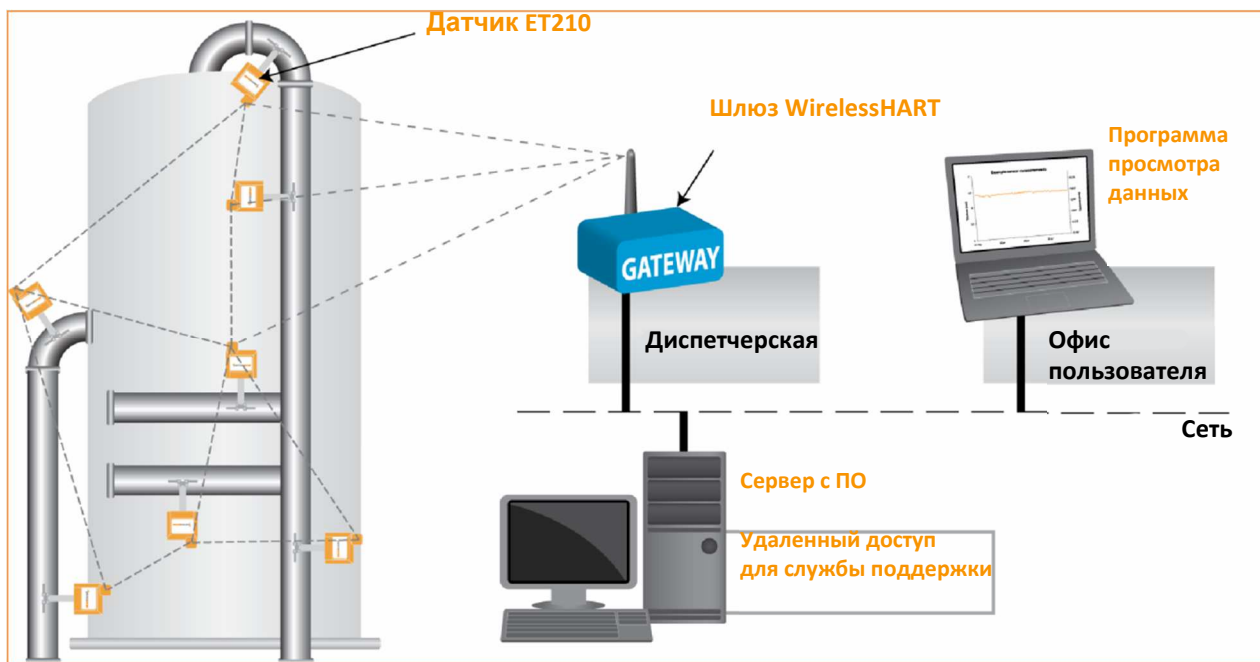 Датчик ET210
Шлюз WirelessHART
Программа
просмотра
данных
GATEWAY
Диспетчерская
Офис
пользователя
Сеть
Сервер с ПО
Удаленный доступ
для службы поддержки